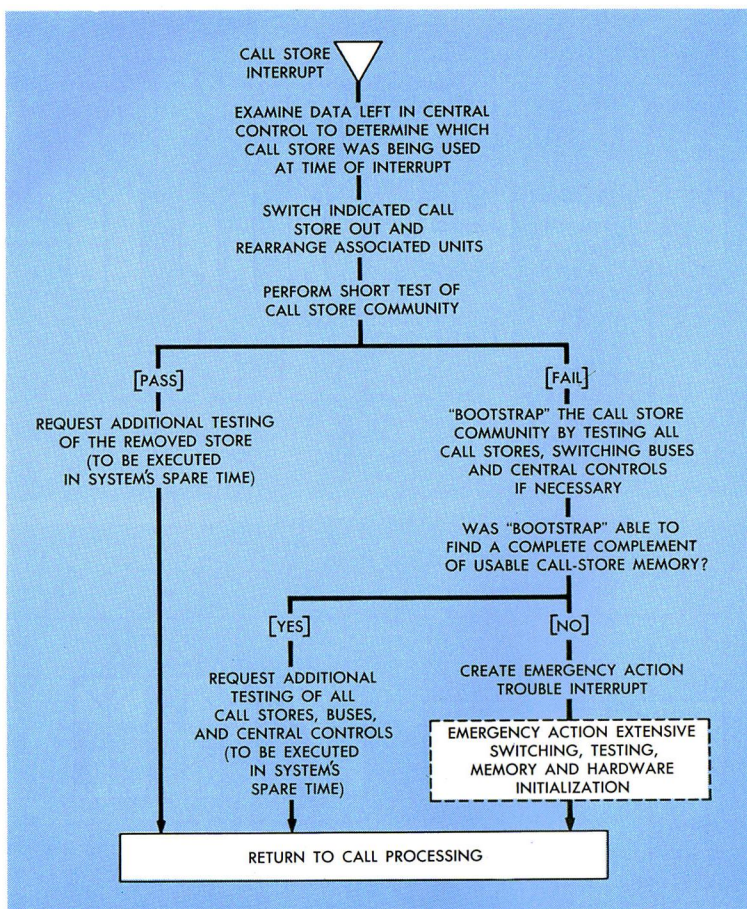 CALL STORE
INTERRUPT
EXAMINE DATA LEFT IN CENTRAL
CONTROL TO DETERMINE WHICH
CALL STORE WAS BEING USED
AT TIME OF INTERRUPT
SWITCH INDICATED CALL
STORE OUT AND
REARRANGE ASSOCIATED UNITS
PERFORM SHORT TEST OF
CALL STORE COMMUNITY
[PASS]
REQUEST ADDITIONAL TESTING
OF THE REMOVED STORE
(TO BE EXECUTED
IN SYSTEM'S SPARE TIME)
[FAIL]
"BOOTSTRAP" THE CALL STORE
COMMUNITY BY TESTING ALL
CALL STORES, SWITCHING BUSES
AND CENTRAL CONTROLS
IF NECESSARY
WAS "BOOTSTRAP" ABLE TO
FIND A COMPLETE COMPLEMENT
OF USABLE CALL-STORE MEMORY?
[YES]
REQUEST ADDITIONAL
TESTING OF ALL
CALL STORES, BUSES,
AND CENTRAL CONTROLS
(TO BE EXECUTED
IN SYSTEM'S
SPARE TIME)
[NO]
CREATE EMERGENCY ACTION
TROUBLE INTERRUPT
EMERGENCY ACTION EXTENSIVE
SWITCHING, TESTING,
MEMORY AND HARDWARE
INITIALIZATION
RETURN TO CALL PROCESSING